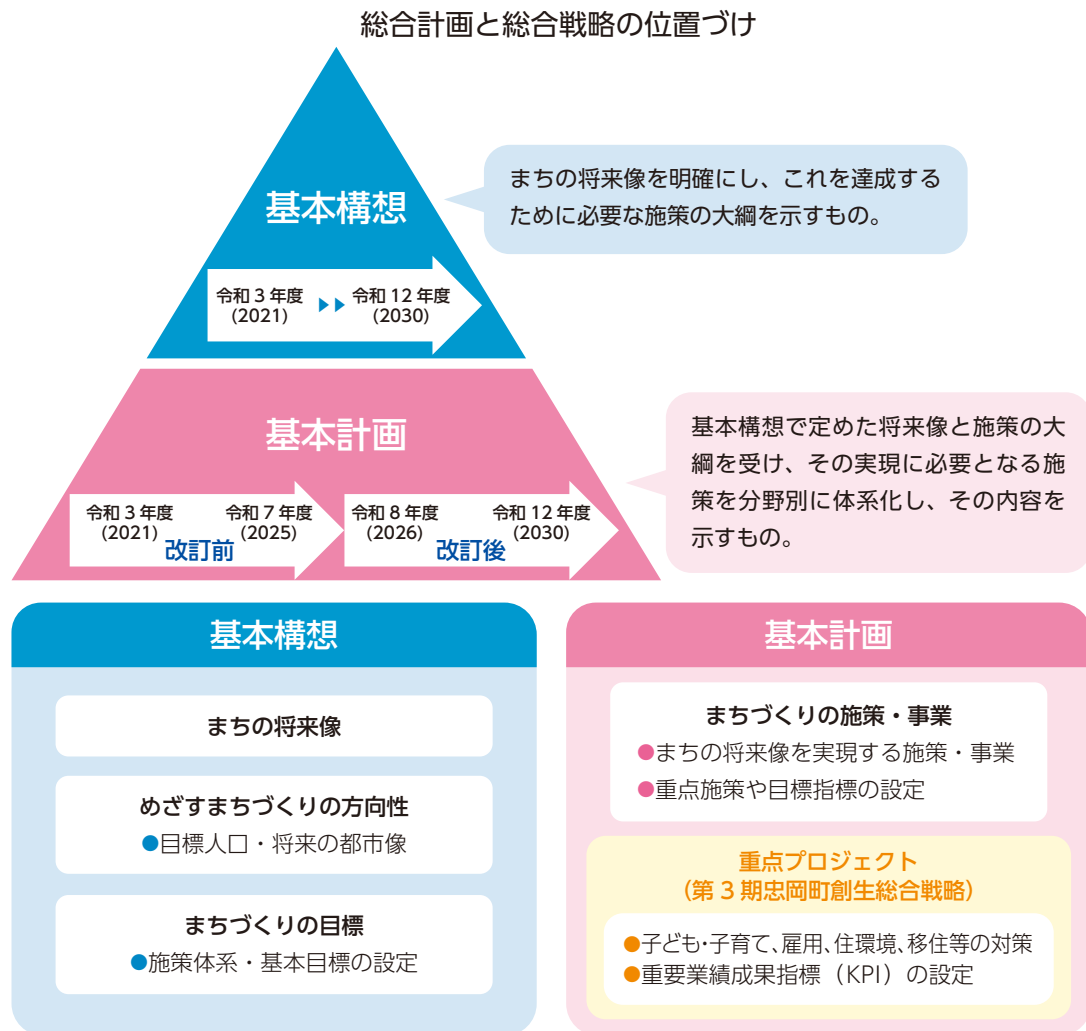 総合計画と総合戦略の位置づけ
基本構想
まちの将来像を明確にし、これを達成する
ために必要な施策の大綱を示すもの。
令和 3 年度 令和 12 年度
(2021) (2030)
基本計画
基本構想で定めた将来像と施策の大
綱を受け、その実現に必要となる施
策を分野別に体系化し、その内容を
示すもの。
令和 3 年度 令和 7 年度 令和 8 年度 令和 12 年度
(2021) (2025) (2026) (2030)
改訂前 改訂後
基本構想
まちの将来像
めざすまちづくりの方向性
●目標人口・将来の都市像
まちづくりの目標
●施策体系・基本目標の設定
基本計画
まちづくりの施策・事業
●まちの将来像を実現する施策・事業
●重点施策や目標指標の設定
重点プロジェクト
(第 3 期忠岡町創生総合戦略)
●子ども・子育て、雇用、住環境、移住等の対策
●重要業績成果指標（KPI）の設定